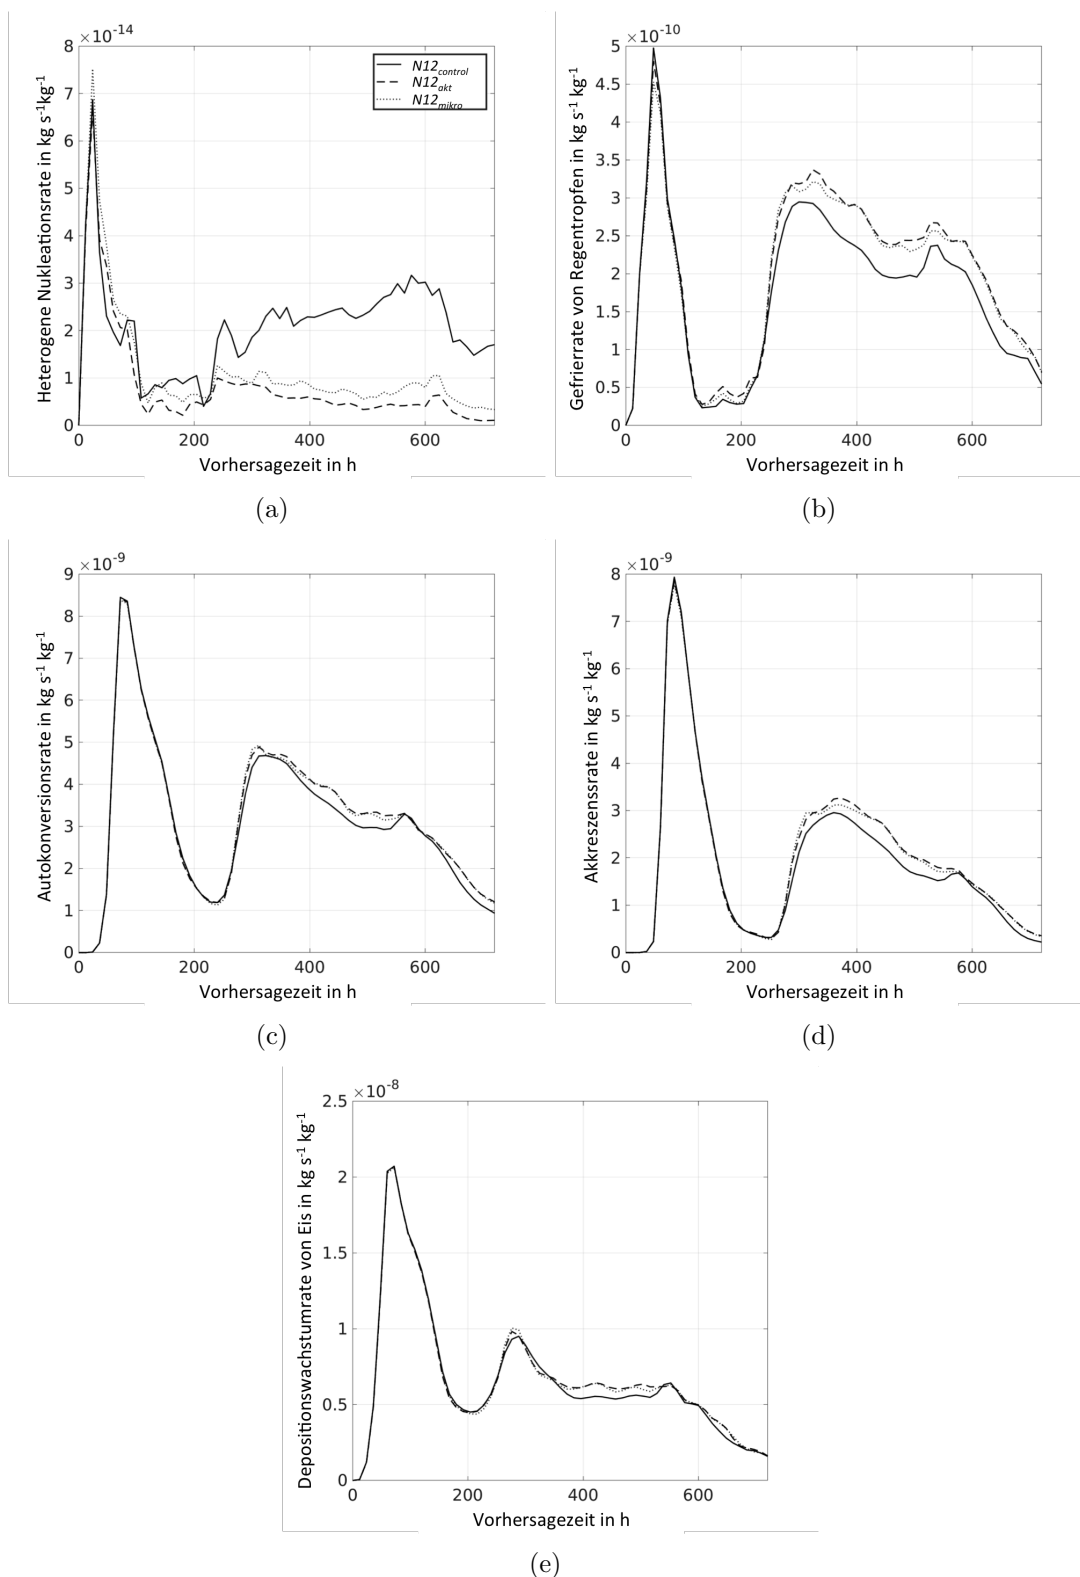 ×10⁻¹⁴
8
7
6
5
4
3
2
1
0
0 200 400 600
Heterogene Nukleationsrate in kg s⁻¹kg⁻¹
Vorhersagezeit in h
N12control
N12akt
N12mikro
(a)
×10⁻¹⁰
5
4.5
4
3.5
3
2.5
2
1.5
1
0.5
0
0 200 400 600
Gefrierrate von Regentropfen in kg s⁻¹ kg⁻¹
Vorhersagezeit in h
(b)
×10⁻⁹
9
8
7
6
5
4
3
2
1
0
0 200 400 600
Autokonversionsrate in kg s⁻¹ kg⁻¹
Vorhersagezeit in h
(c)
×10⁻⁹
8
7
6
5
4
3
2
1
0
0 200 400 600
Akkreszenssrate in kg s⁻¹ kg⁻¹
Vorhersagezeit in h
(d)
×10⁻⁸
2.5
2
1.5
1
0.5
0
0 200 400 600
Depositionswachstumrate von Eis in kg s⁻¹ kg⁻¹
Vorhersagezeit in h
(e)